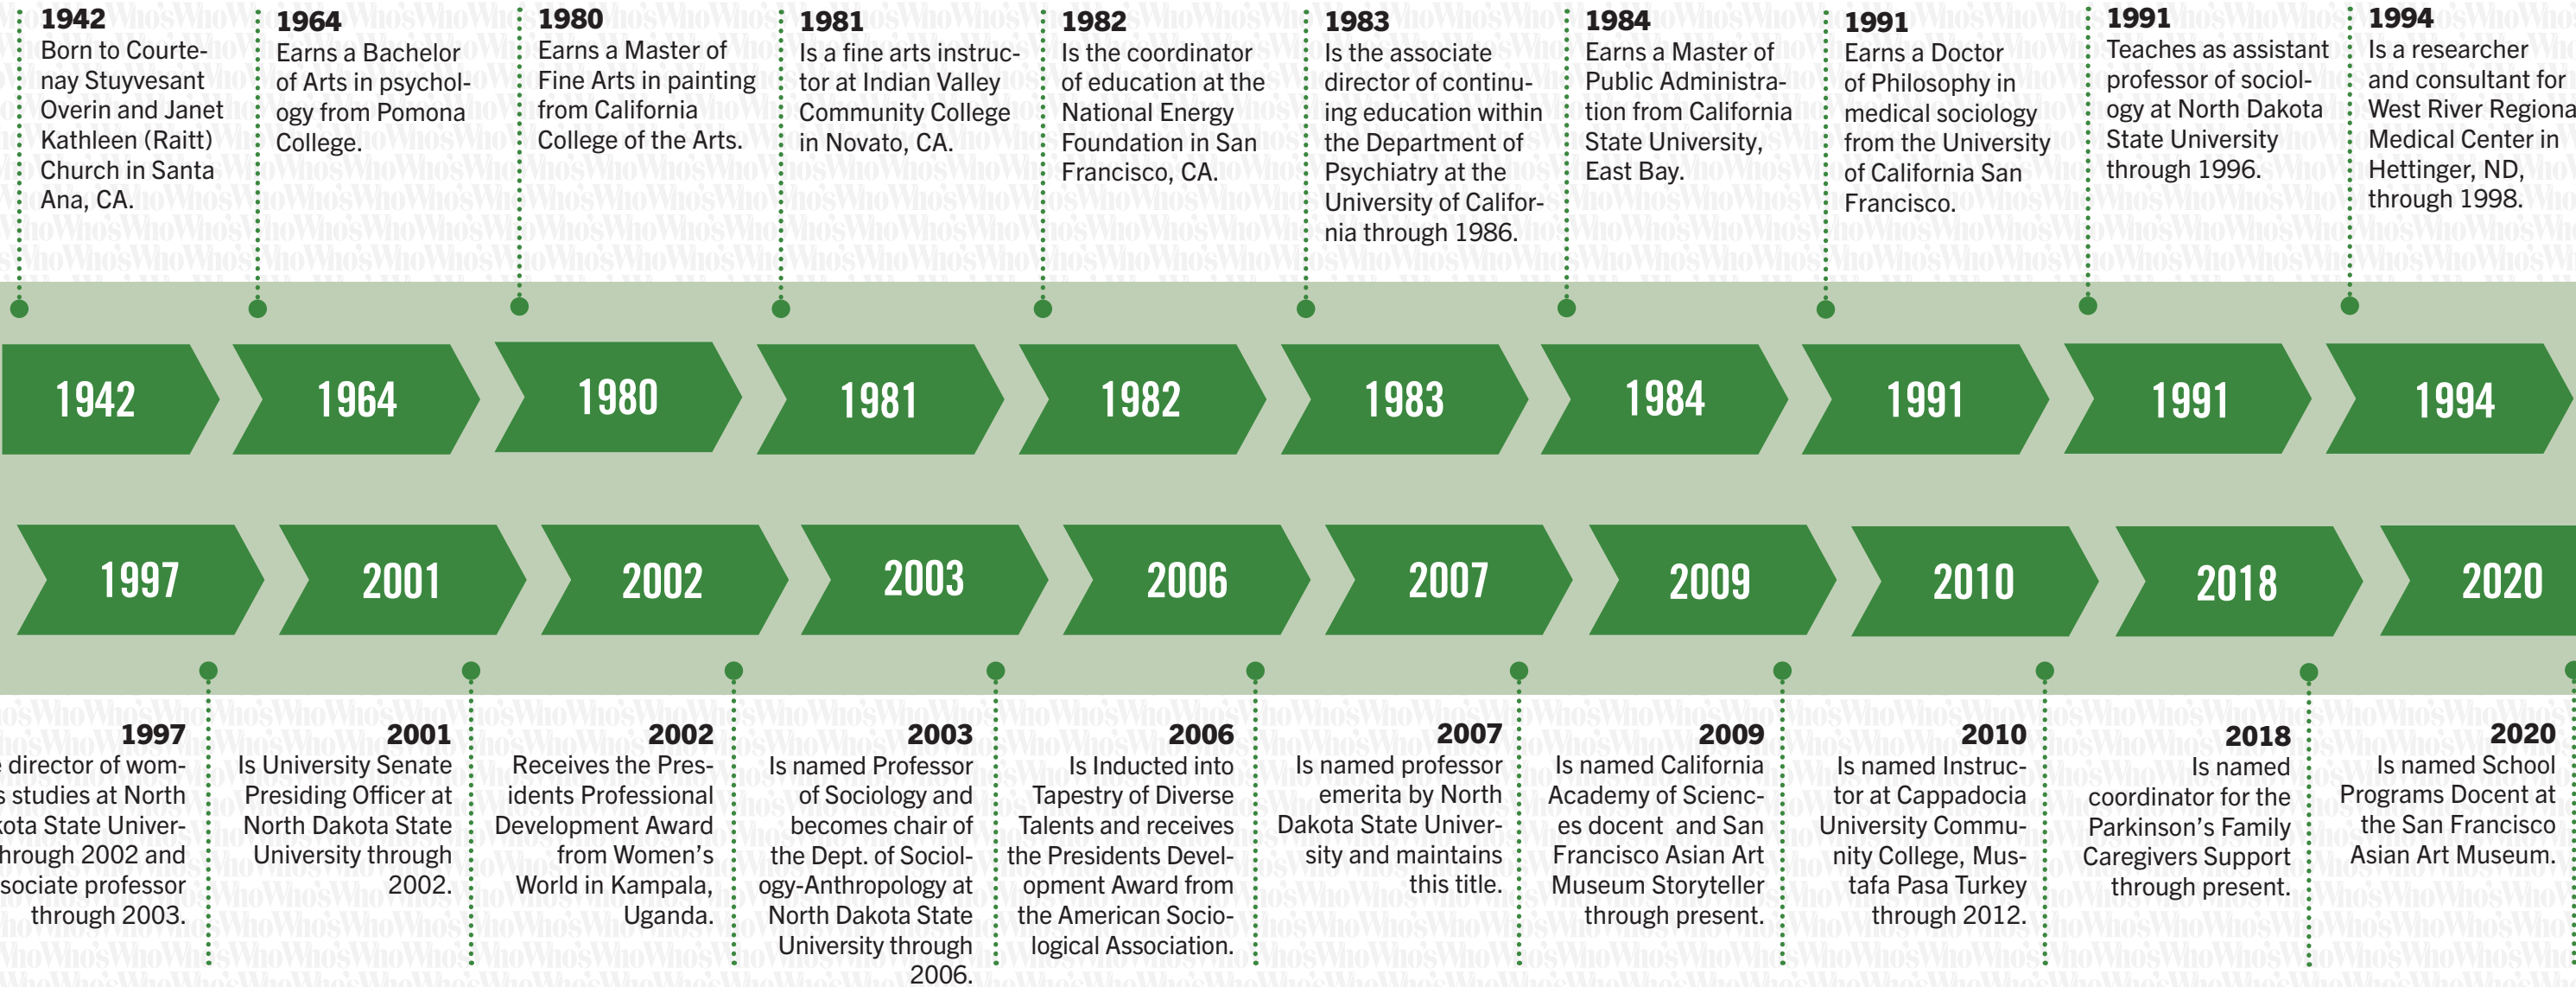 1942
Born to Courte-
nay Stuyvesant
Overin and Janet
Kathleen (Raitt)
Church in Santa
Ana, CA.
1964
Earns a Bachelor
of Arts in psychol-
ogy from Pomona
College.
1980
Earns a Master of
Fine Arts in painting
from California
College of the Arts.
1981
Is a fine arts instruc-
tor at Indian Valley
Community College
in Novato, CA.
1982
Is the coordinator
of education at the
National Energy
Foundation in San
Francisco, CA.
1983
Is the associate
director of continu-
ing education within
the Department of
Psychiatry at the
University of Califor-
nia through 1986.
1984
Earns a Master of
Public Administra-
tion from California
State University,
East Bay.
1991
Earns a Doctor
of Philosophy in
medical sociology
from the University
of California San
Francisco.
1991
Teaches as assistant
professor of sociol-
ogy at North Dakota
State University
through 1996.
1994
Is a researcher
and consultant for
West River Regiona
Medical Center in
Hettinger, ND,
through 1998.
1942
1964
1980
1981
1982
1983
1984
1991
1991
1994
1997
2001
2002
2003
2006
2007
2009
2010
2018
2020
1997
director of wom-
s studies at North
kota State Univer-
hrough 2002 and
sociate professor
through 2003.
2001
Is University Senate
Presiding Officer at
North Dakota State
University through
2002.
2002
Receives the Pres-
idents Professional
Development Award
from Women's
World in Kampala,
Uganda.
2003
Is named Professor
of Sociology and
becomes chair of
the Dept. of Sociol-
ogy-Anthropology at
North Dakota State
University through
2006.
2006
Is Inducted into
Tapestry of Diverse
Talents and receives
the Presidents Devel-
opment Award from
the American Socio-
logical Association.
2007
Is named professor
emerita by North
Dakota State Univer-
sity and maintains
this title.
2009
Is named California
Academy of Scienc-
es docent and San
Francisco Asian Art
Museum Storyteller
through present.
2010
Is named Instruc-
tor at Cappadocia
University Commu-
nity College, Mus-
tafa Pasa Turkey
through 2012.
2018
Is named
coordinator for the
Parkinson's Family
Caregivers Support
through present.
2020
Is named School
Programs Docent at
the San Francisco
Asian Art Museum.